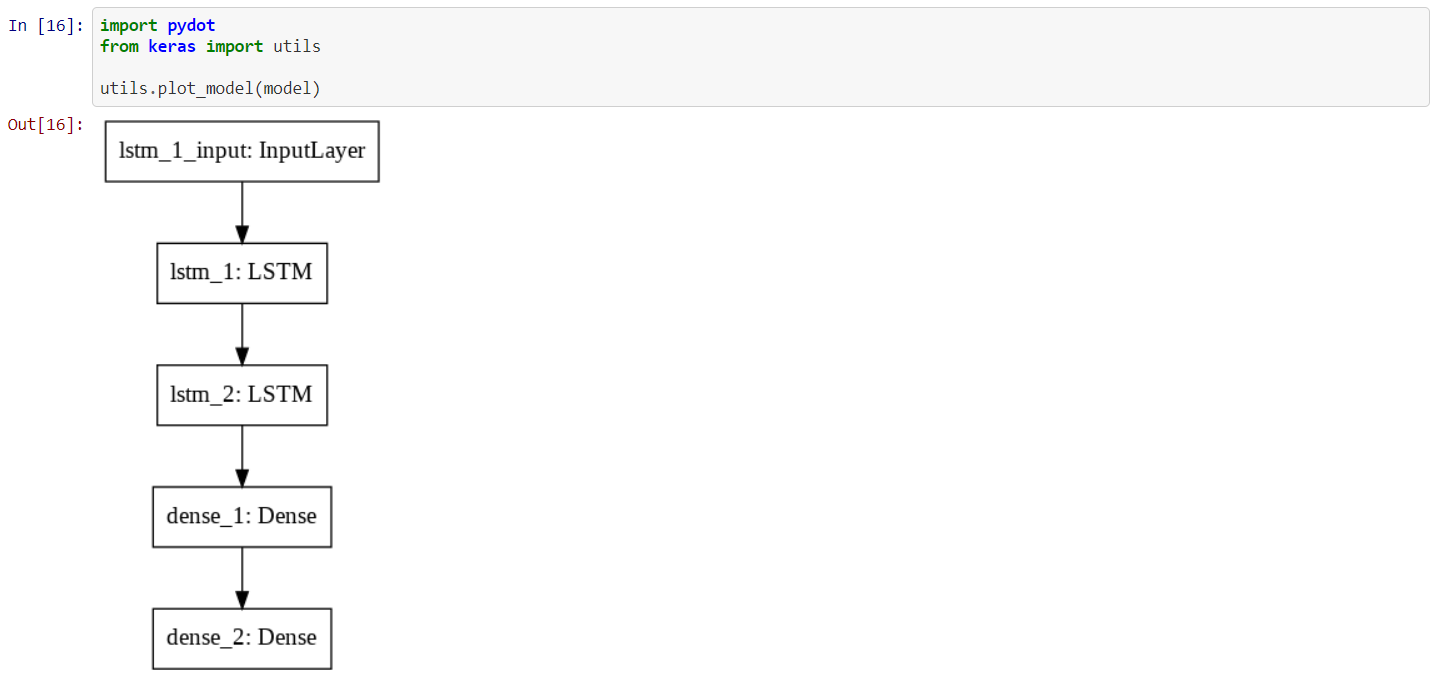 In [16]: import pydot
from keras import utils
utils.plot_model(model)
Out[16]:
lstm_1_input: InputLayer
lstm_1: LSTM
lstm_2: LSTM
dense_1: Dense
dense_2: Dense